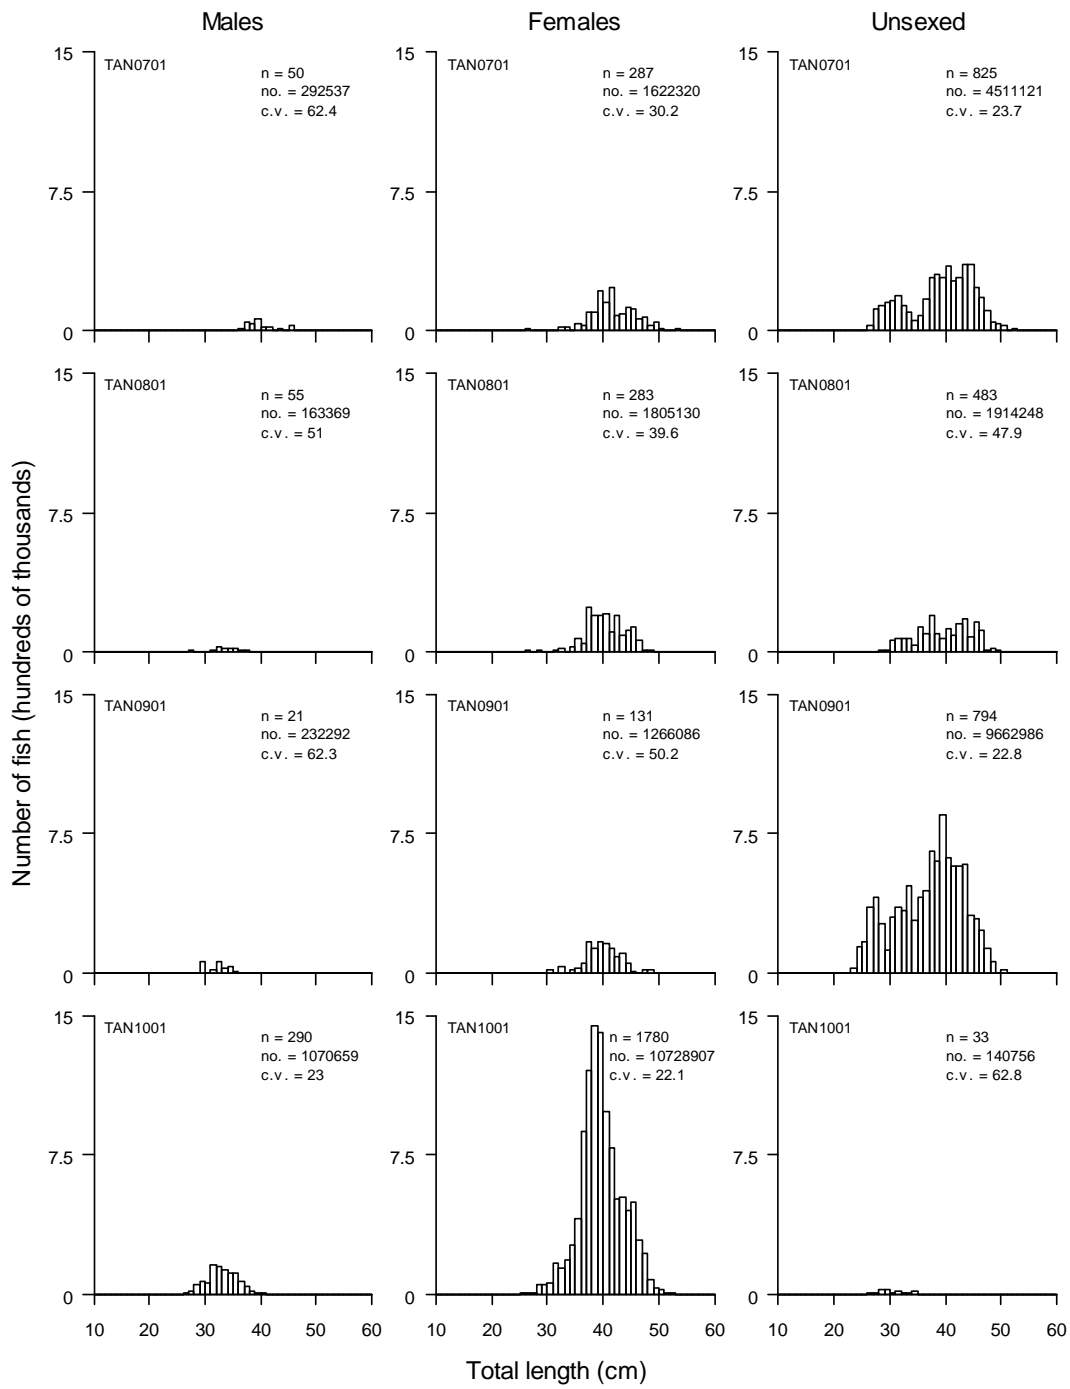 Males
Females
Unsexed
15
TAN0701
n = 50
no. = 292537
c.v. = 62.4
7.5
0
15
TAN0701
n = 287
no. = 1622320
c.v. = 30.2
7.5
0
15
TAN0701
n = 825
no. = 4511121
c.v. = 23.7
7.5
0
15
TAN0801
n = 55
no. = 163369
c.v. = 51
7.5
0
15
TAN0801
n = 283
no. = 1805130
c.v. = 39.6
7.5
0
15
TAN0801
n = 483
no. = 1914248
c.v. = 47.9
7.5
0
15
TAN0901
n = 21
no. = 232292
c.v. = 62.3
7.5
0
15
TAN0901
n = 131
no. = 1266086
c.v. = 50.2
7.5
0
15
TAN0901
n = 794
no. = 9662986
c.v. = 22.8
7.5
0
15
TAN1001
n = 290
no. = 1070659
c.v. = 23
7.5
0
15
TAN1001
n = 1780
no. = 10728907
c.v. = 22.1
7.5
0
15
TAN1001
n = 33
no. = 140756
c.v. = 62.8
7.5
0
Number of fish (hundreds of thousands)
10 20 30 40 50 60
10 20 30 40 50 60
10 20 30 40 50 60
Total length (cm)